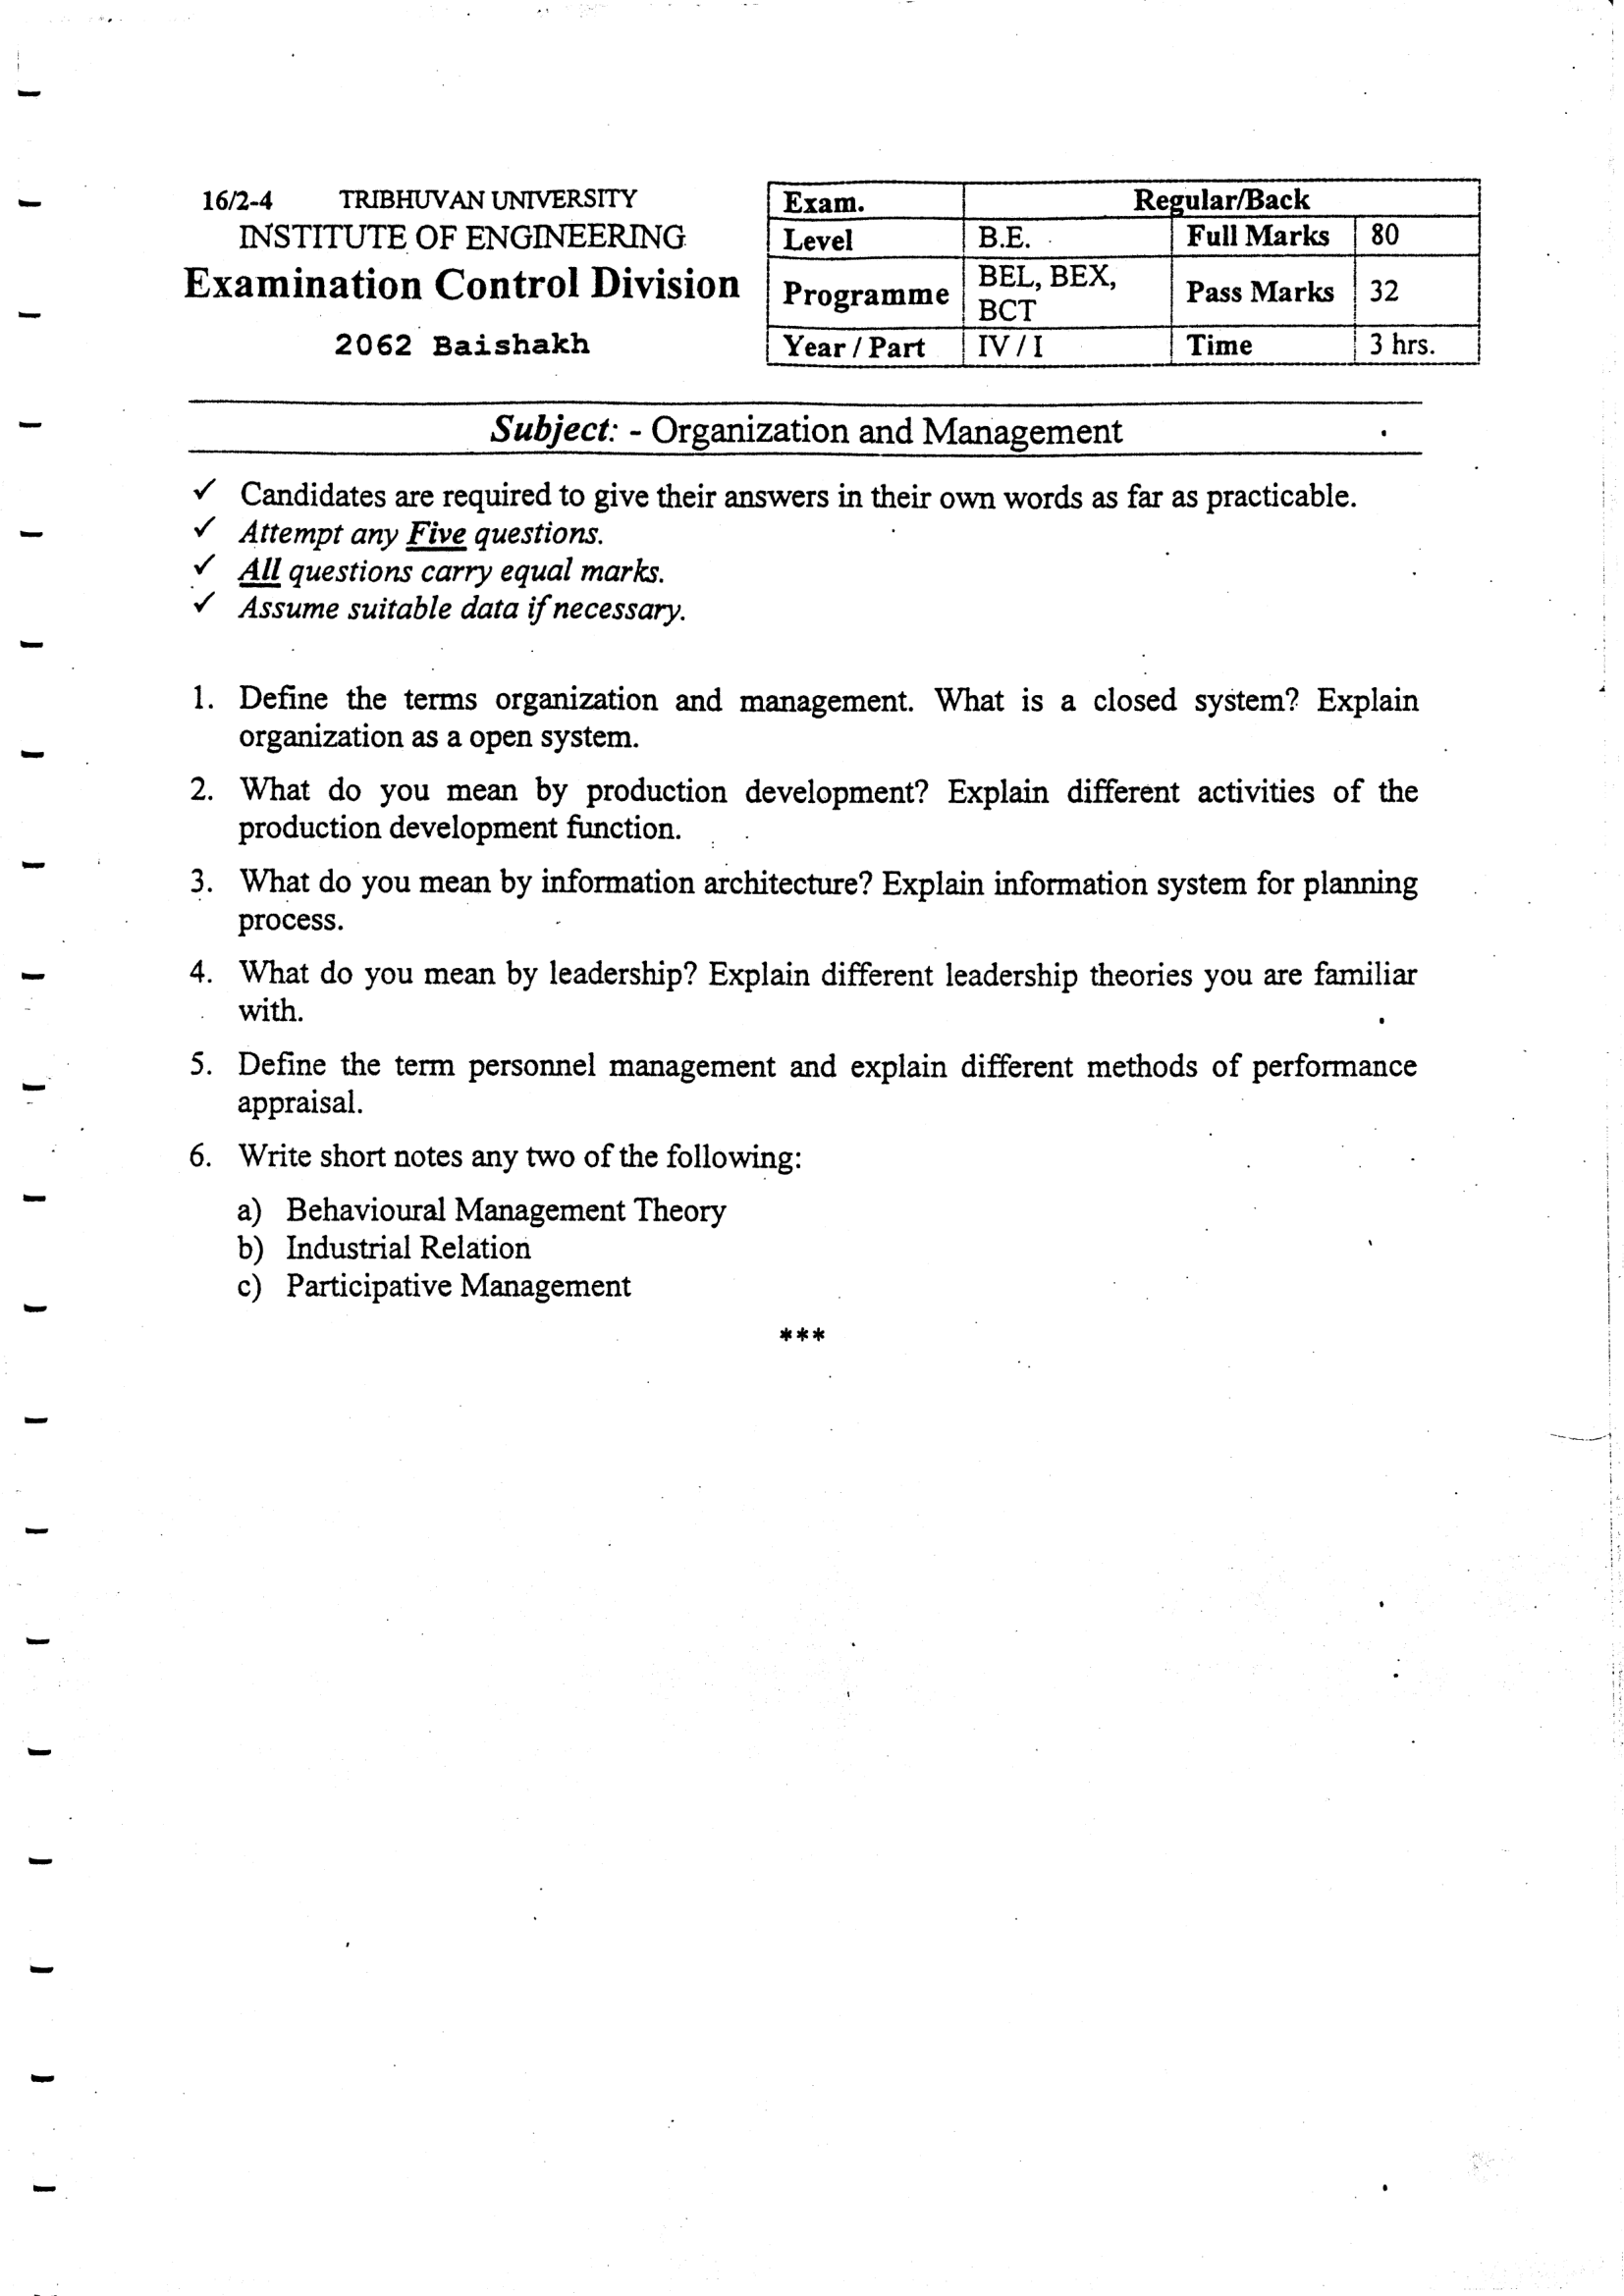 16/2-4 TRIBHUVAN UNIVERSITY
INSTITUTE OF ENGINEERING
Examination Control Division
2062 Baishakh
Exam. Regular/Back
Level B.E. Full Marks 80
Programme BEL, BEX, BCT Pass Marks 32
Year / Part IV / I Time 3 hrs.
Subject: - Organization and Management
✓ Candidates are required to give their answers in their own words as far as practicable.
✓ Attempt any Five questions.
✓ All questions carry equal marks.
✓ Assume suitable data if necessary.
1. Define the terms organization and management. What is a closed system? Explain
organization as a open system.
2. What do you mean by production development? Explain different activities of the
production development function.
3. What do you mean by information architecture? Explain information system for planning
process.
4. What do you mean by leadership? Explain different leadership theories you are familiar
with.
5. Define the term personnel management and explain different methods of performance
appraisal.
6. Write short notes any two of the following:
a) Behavioural Management Theory
b) Industrial Relation
c) Participative Management
***